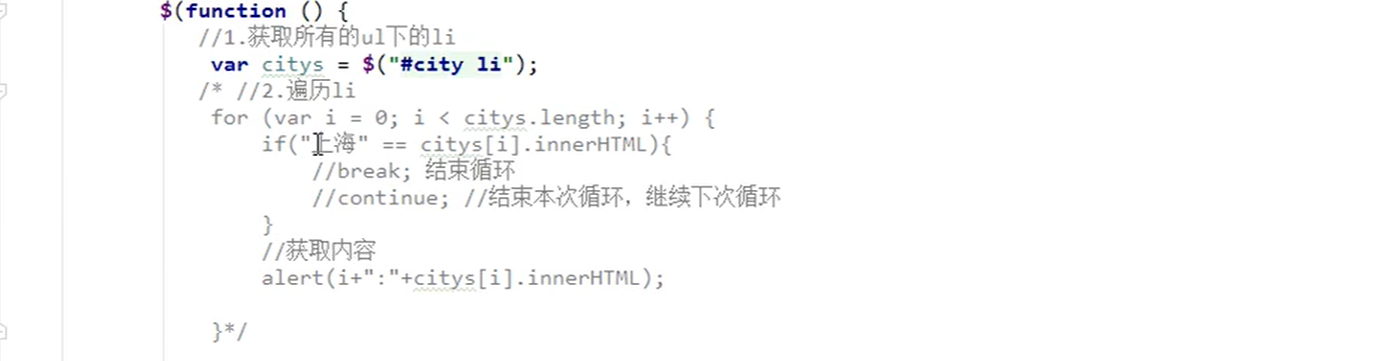 $(function () {
//1.获取所有的ul下的li
var citys = $("#city li");
/* //2.遍历li
for (var i = 0; i < citys.length; i++) {
if("上海" == citys[i].innerHTML){
//break; 结束循环
//continue; //结束本次循环，继续下次循环
}
//获取内容
alert(i+":"+citys[i].innerHTML);
}*/